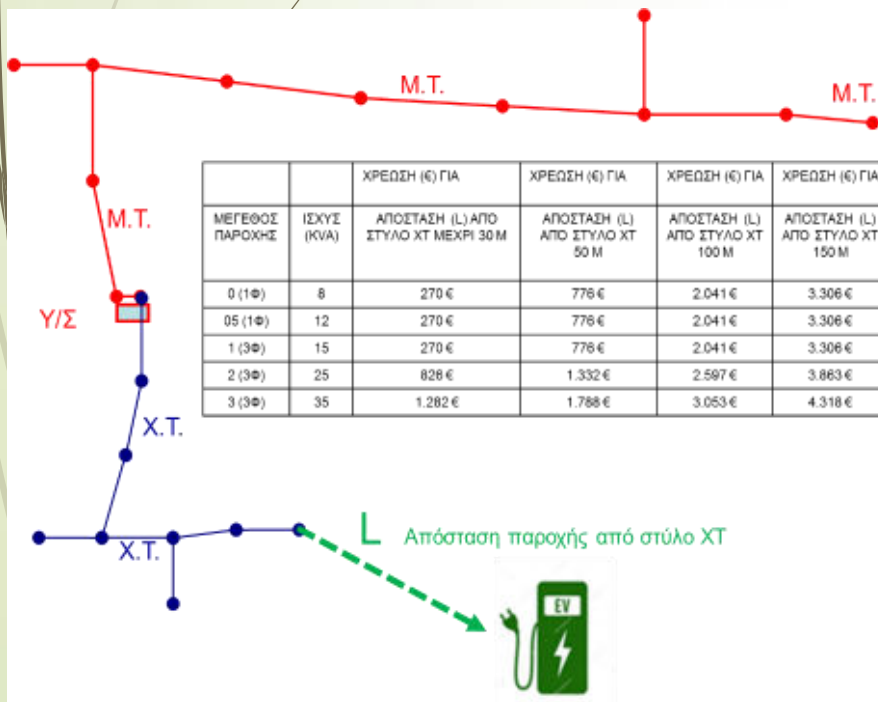 Μ.Τ.
Μ.Τ.
Μ.Τ.
Υ/Σ
Χ.Τ.
Χ.Τ.
ΧΡΕΩΣΗ (€) ΓΙΑ ΧΡΕΩΣΗ (€) ΓΙΑ ΧΡΕΩΣΗ (€) ΓΙΑ ΧΡΕΩΣΗ (€) ΓΙΑ
ΜΕΓΕΘΟΣ ΙΣΧΥΣ ΑΠΟΣΤΑΣΗ (L) ΑΠΟ ΑΠΟΣΤΑΣΗ (L) ΑΠΟΣΤΑΣΗ (L) ΑΠΟΣΤΑΣΗ (L)
ΠΑΡΟΧΗΣ (KVA) ΣΤΥΛΟ ΧΤ ΜΕΧΡΙ 30 Μ ΑΠΟ ΣΤΥΛΟ ΧΤ ΑΠΟ ΣΤΥΛΟ ΧΤ ΑΠΟ ΣΤΥΛΟ ΧΤ
50 Μ 100 Μ 150 Μ
0 (1Φ) 8 270 € 776 € 2.041 € 3.306 €
05 (1Φ) 12 270 € 776 € 2.041 € 3.306 €
1 (3Φ) 15 270 € 776 € 2.041 € 3.306 €
2 (3Φ) 25 826 € 1.332 € 2.597 € 3.863 €
3 (3Φ) 35 1.282 € 1.788 € 3.053 € 4.318 €
L Απόσταση παροχής από στύλο ΧΤ
EV